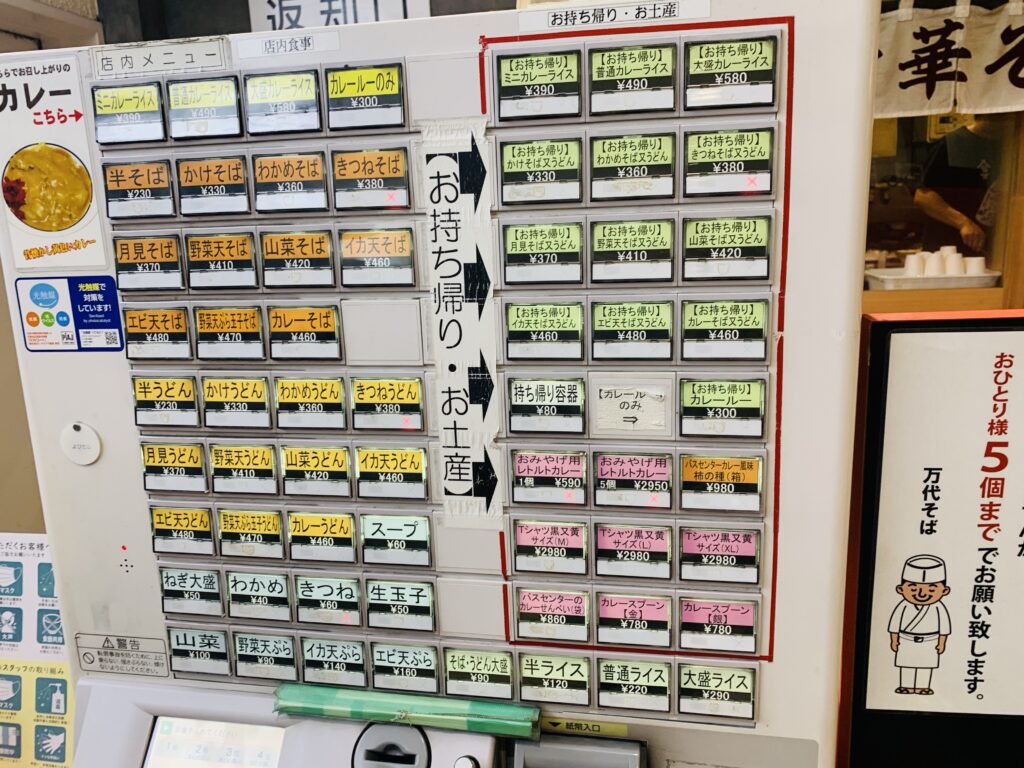 店内メニュー
店内食事
お持ち帰り・お土産
ミニカレーライス
¥390
普通カレーライス
¥490
大盛カレーライス
¥580
カレールーのみ
¥300
半そば
¥230
かけそば
¥330
わかめそば
¥360
きつねそば
¥380
月見そば
¥370
野菜天そば
¥410
山菜そば
¥420
イカ天そば
¥460
エビ天そば
¥480
野菜天ぷら玉子そば
¥470
カレーそば
¥460
半うどん
¥230
かけうどん
¥330
わかめうどん
¥360
きつねうどん
¥380
月見うどん
¥370
野菜天うどん
¥410
山菜うどん
¥420
イカ天うどん
¥460
エビ天うどん
¥480
野菜天ぷら玉子うどん
¥470
カレーうどん
¥460
スープ
¥60
ねぎ大盛
¥50
わかめ
¥40
きつね
¥60
生玉子
¥50
山菜
¥100
野菜天ぷら
¥90
イカ天ぷら
¥140
エビ天ぷら
¥160
そば・うどん大盛
¥90
半ライス
¥120
普通ライス
¥220
大盛ライス
¥290
【お持ち帰り・お土産】
【お持ち帰り】
ミニカレーライス
¥390
【お持ち帰り】
普通カレーライス
¥490
【お持ち帰り】
大盛カレーライス
¥580
【お持ち帰り】
かけそば又うどん
¥330
【お持ち帰り】
わかめそば又うどん
¥360
【お持ち帰り】
きつねそば又うどん
¥380
【お持ち帰り】
月見そば又うどん
¥370
【お持ち帰り】
野菜天そば又うどん
¥410
【お持ち帰り】
山菜そば又うどん
¥420
【お持ち帰り】
イカ天そば又うどん
¥460
【お持ち帰り】
エビ天そば又うどん
¥480
【お持ち帰り】
カレーそば又うどん
¥460
持ち帰り容器
¥80
【カレールー
のみ
⇒
【お持ち帰り】
カレールー
¥300
おみやげ用
レトルトカレー
1個 ¥590
おみやげ用
レトルトカレー
5個 ¥2950
バスセンターカレー風味
柿の種(箱)
¥980
Tシャツ黒又黄
サイズ(M)
¥2980
Tシャツ黒又黄
サイズ(L)
¥2980
Tシャツ黒又黄
サイズ(XL)
¥2980
バスセンターの
カレーせんべい(袋)
¥860
カレースプーン
【金】
¥780
カレースプーン
【銀】
¥780
紙幣入口
カレー
こちら→
光触媒で
対策を
しています!
警告
おひとり様
5個まで
でお願い致します。
万代そば